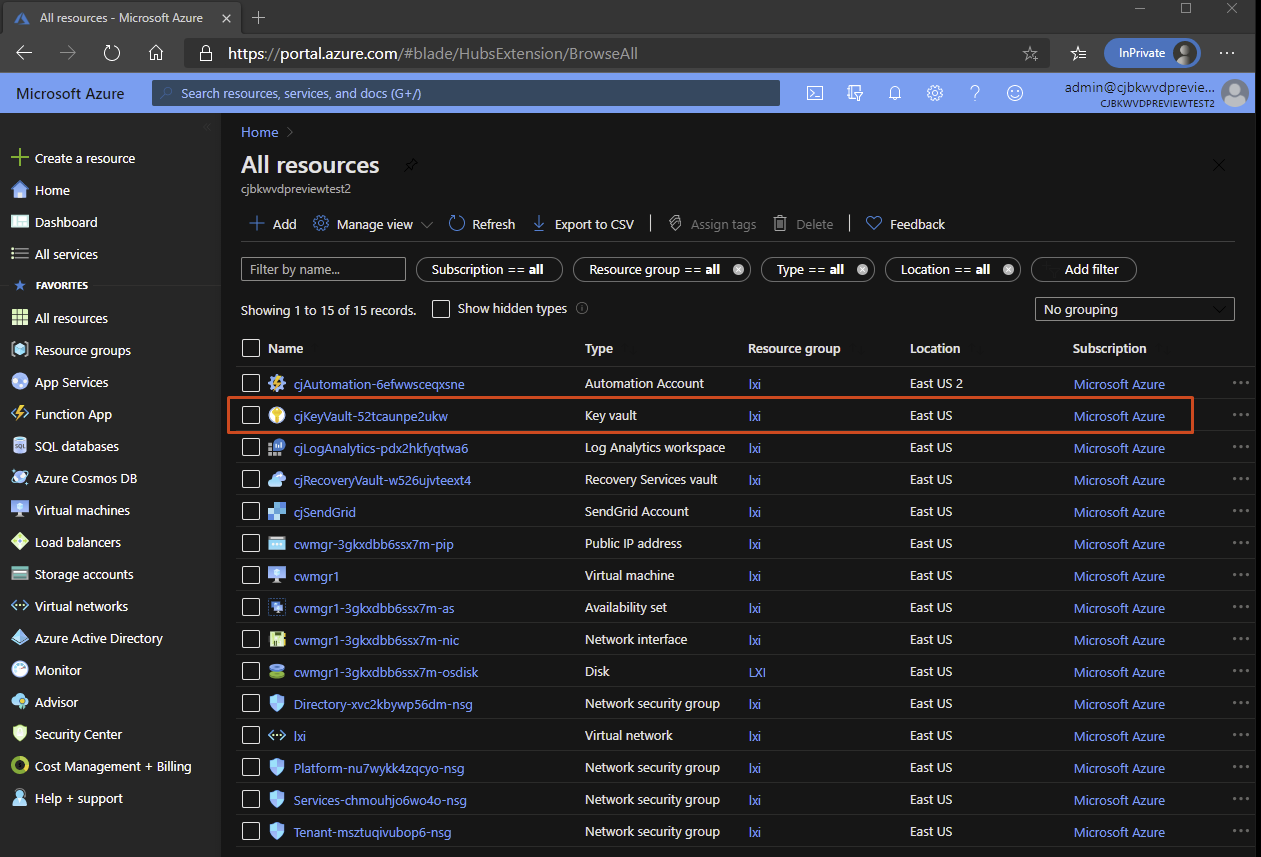 All resources - Microsoft Azure
https://portal.azure.com/#blade/HubsExtension/BrowseAll
InPrivate
Microsoft Azure
Search resources, services, and docs (G+/)
admin@cjbkwvdprevie...
CJBKWVDPREVIEWTEST2
Create a resource
Home
Dashboard
All services
FAVORITES
All resources
Resource groups
App Services
Function App
SQL databases
Azure Cosmos DB
Virtual machines
Load balancers
Storage accounts
Virtual networks
Azure Active Directory
Monitor
Advisor
Security Center
Cost Management + Billing
Help + support
Home
All resources
cjbkwvdpreviewtest2
Add Manage view Refresh Export to CSV Assign tags Delete Feedback
Filter by name... Subscription == all Resource group == all Type == all Location == all Add filter
Showing 1 to 15 of 15 records. Show hidden types No grouping
Name Type Resource group Location Subscription
cjAutomation-6efwwsceqxsne Automation Account lxi East US 2 Microsoft Azure
cjKeyVault-52tcaunpe2ukw Key vault lxi East US Microsoft Azure
cjLogAnalytics-pdx2hkfyqtwa6 Log Analytics workspace lxi East US Microsoft Azure
cjRecoveryVault-w526ujvteext4 Recovery Services vault lxi East US Microsoft Azure
cjSendGrid SendGrid Account lxi East US Microsoft Azure
cwmgr-3gkxdbb6ssx7m-pip Public IP address lxi East US Microsoft Azure
cwmgr1 Virtual machine lxi East US Microsoft Azure
cwmgr1-3gkxdbb6ssx7m-as Availability set lxi East US Microsoft Azure
cwmgr1-3gkxdbb6ssx7m-nic Network interface lxi East US Microsoft Azure
cwmgr1-3gkxdbb6ssx7m-osdisk Disk LXI East US Microsoft Azure
Directory-xvc2kbywp56dm-nsg Network security group lxi East US Microsoft Azure
lxi Virtual network lxi East US Microsoft Azure
Platform-nu7wykk4zqcyo-nsg Network security group lxi East US Microsoft Azure
Services-chmouhjo6wo4o-nsg Network security group lxi East US Microsoft Azure
Tenant-msztuqivubop6-nsg Network security group lxi East US Microsoft Azure